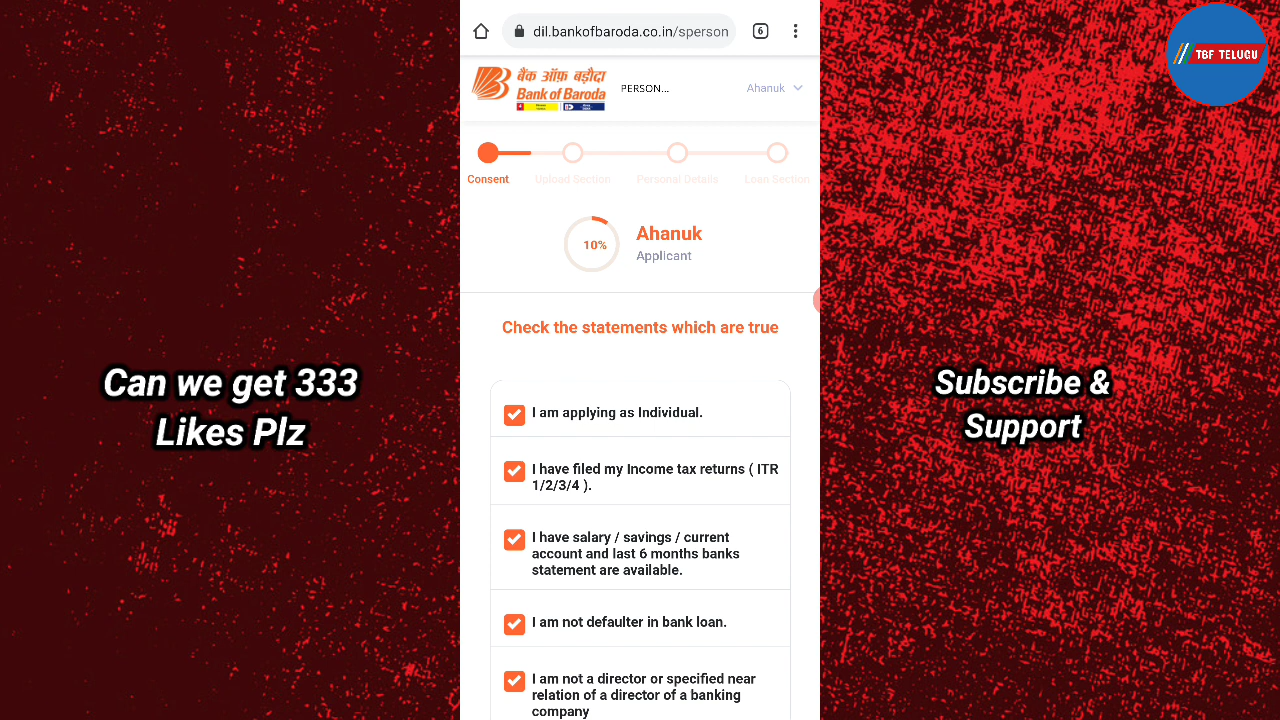 dil.bankofbaroda.co.in/sperson
6
TBF TELUGU
बैंक ऑफ़ बड़ौदा
Bank of Baroda
PERSON...
Ahanuk
Consent
Upload Section
Personal Details
Loan Section
10%
Ahanuk
Applicant
Check the statements which are true
I am applying as Individual.
I have filed my Income tax returns ( ITR
1/2/3/4 ).
I have salary / savings / current
account and last 6 months banks
statement are available.
I am not defaulter in bank loan.
I am not a director or specified near
relation of a director of a banking
company
Can we get 333
Likes Plz
Subscribe &
Support